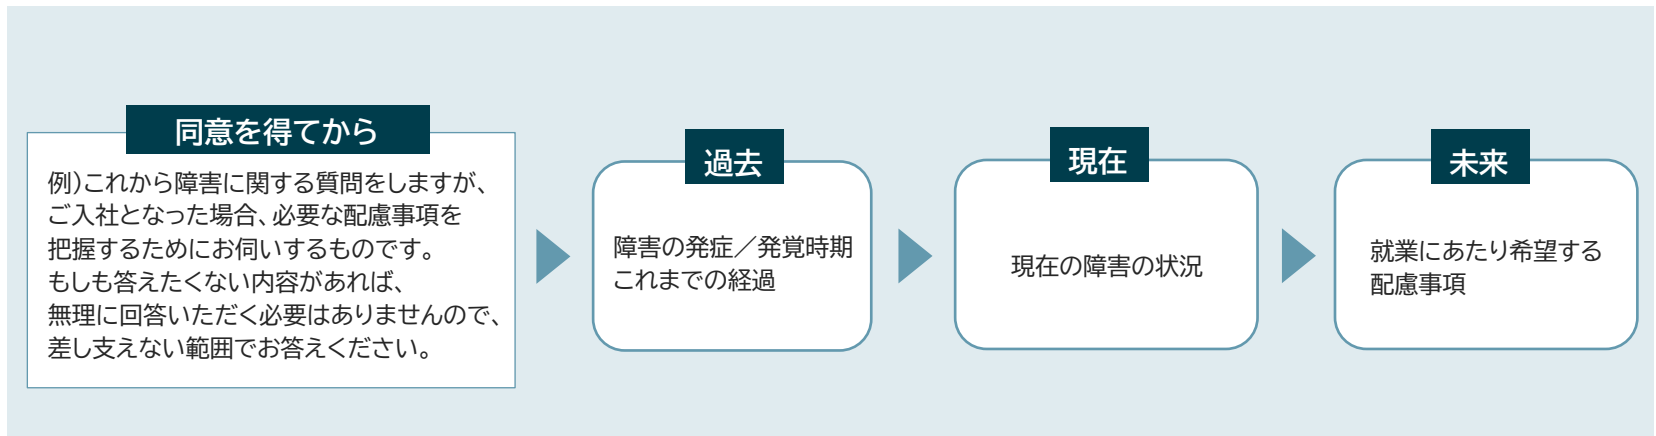 同意を得てから
例）これから障害に関する質問をしますが、
ご入社となった場合、必要な配慮事項を
把握するためにお伺いするものです。
もしも答えたくない内容があれば、
無理に回答いただく必要はありませんので、
差し支えない範囲でお答えください。
過去
障害の発症／発覚時期
これまでの経過
現在
現在の障害の状況
未来
就業にあたり希望する
配慮事項